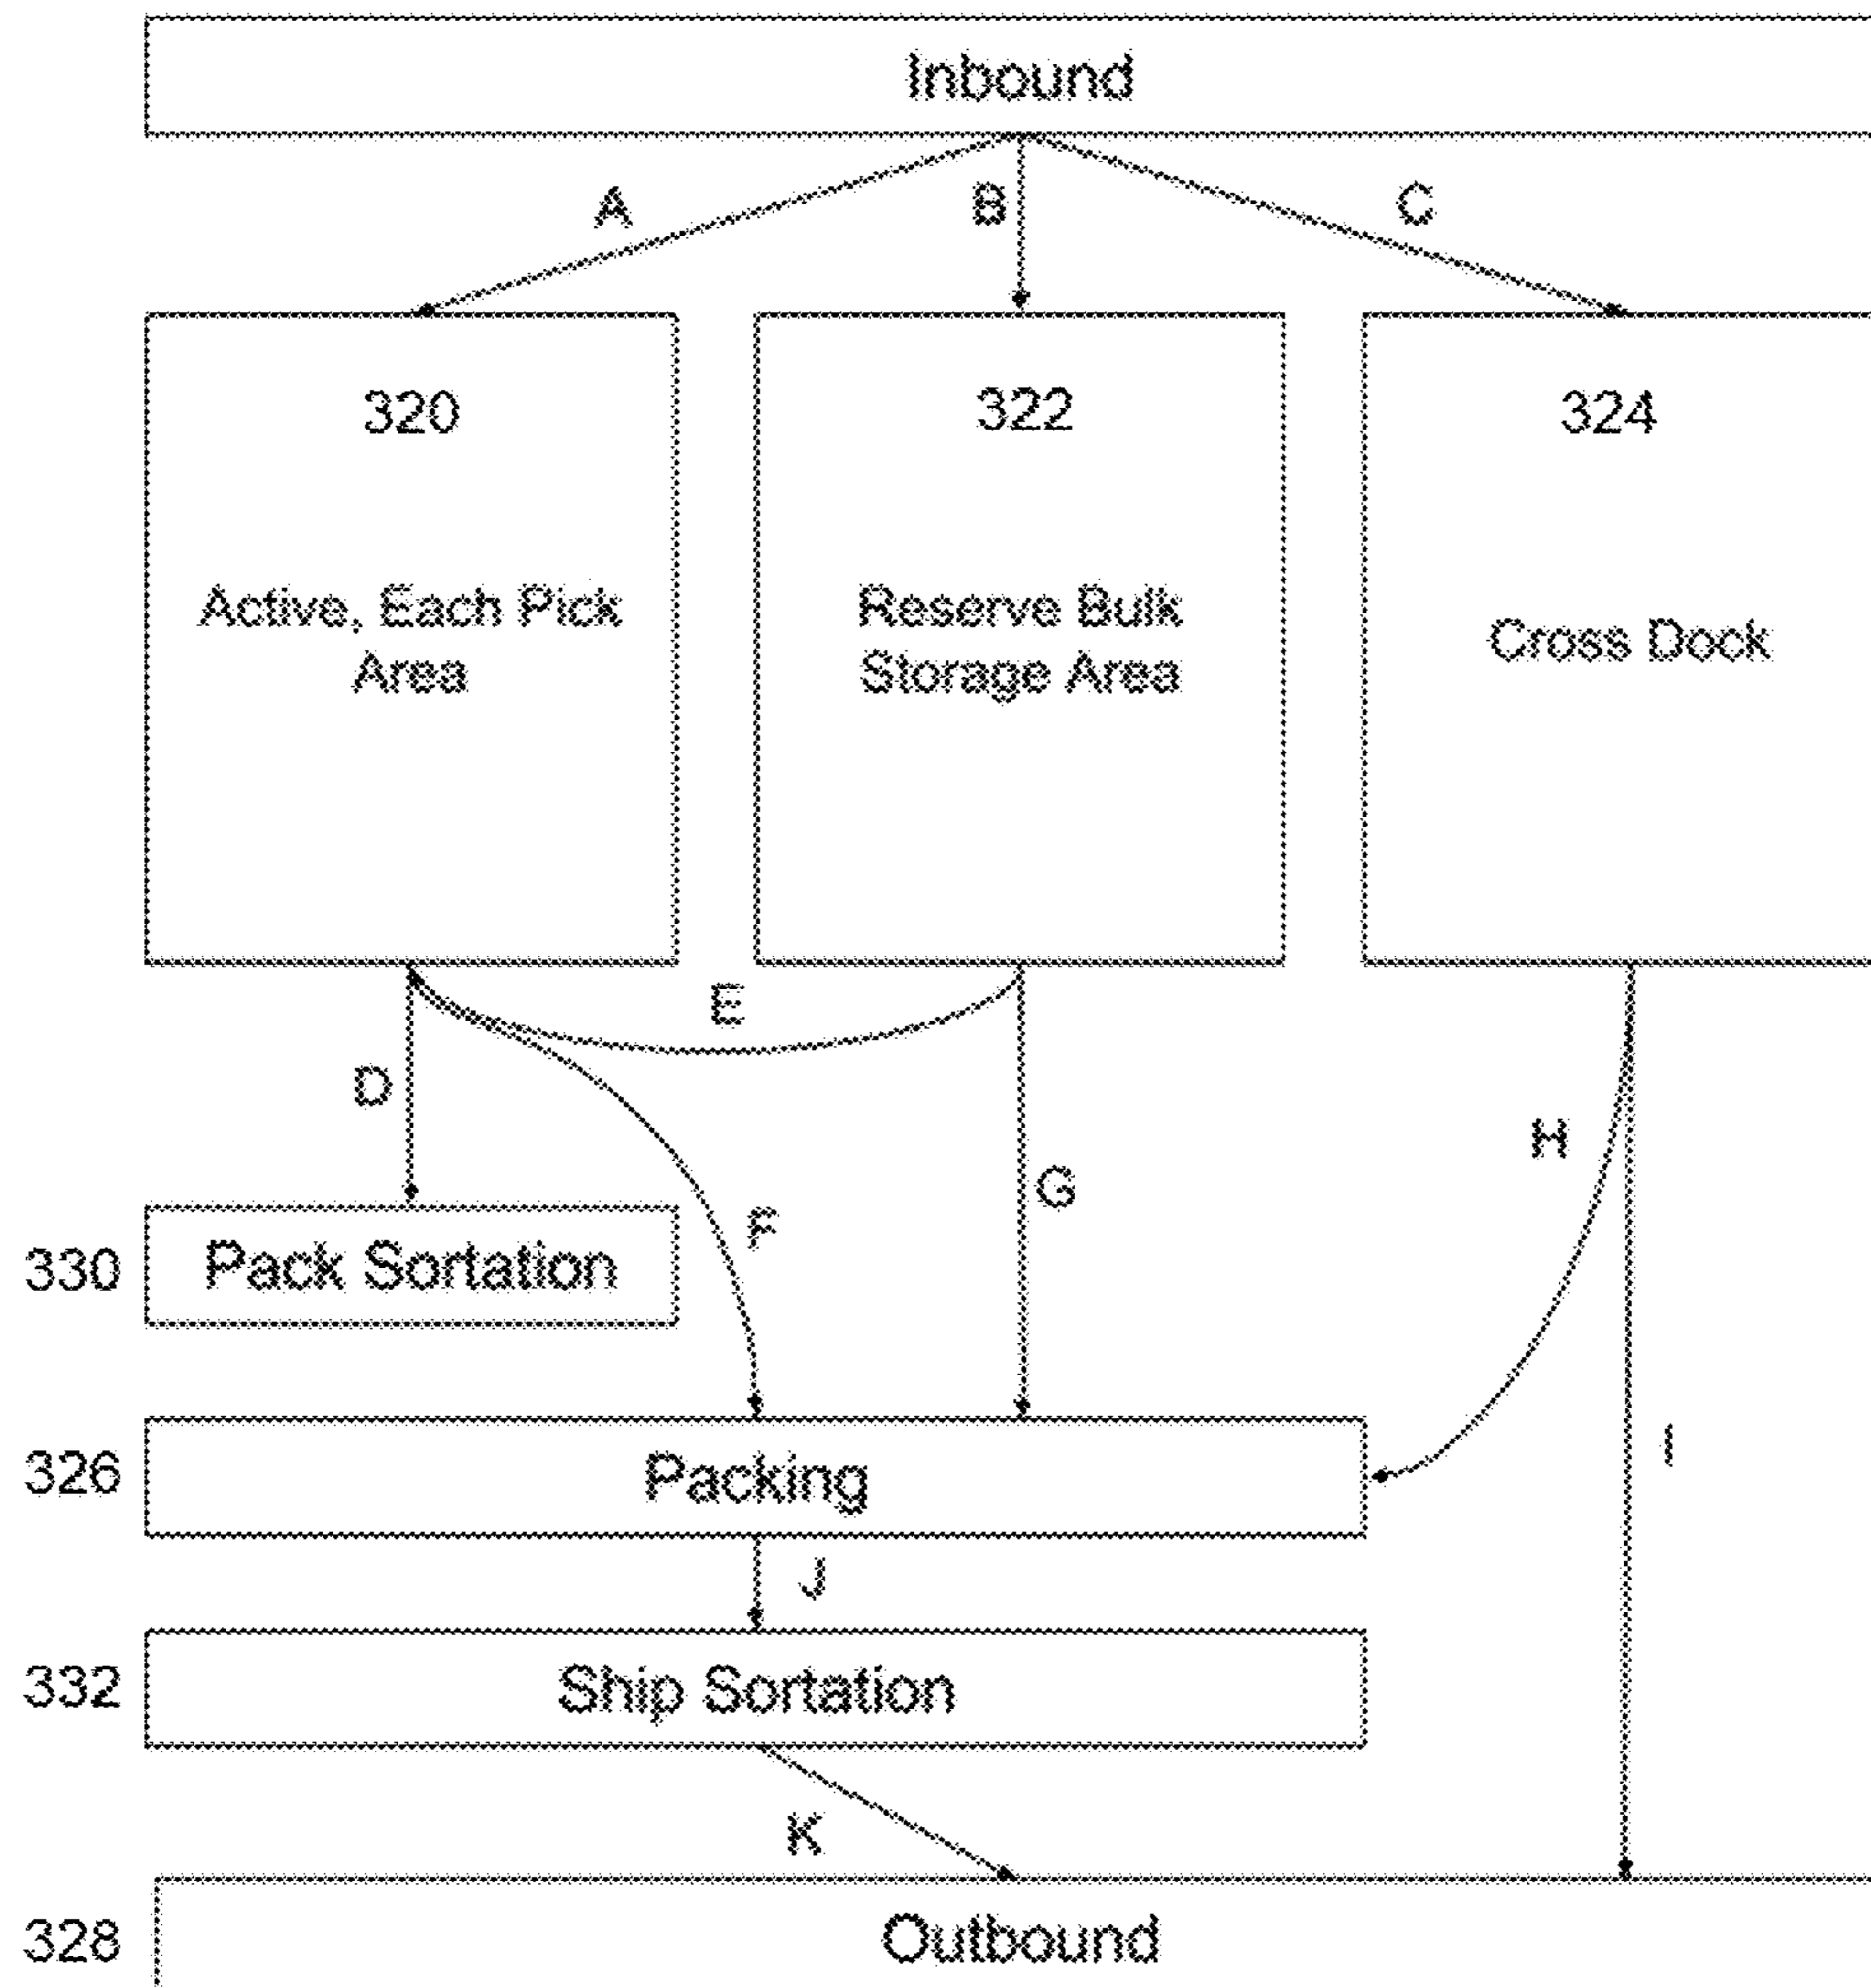 Inbound
A
B
C
320
322
324
Active, Each Pick
Area
Reserve Bulk
Storage Area
Cross Dock
E
D
H
G
F
330
Pack Sortation
I
326
Packing
J
332
Ship Sortation
K
328
Outbound